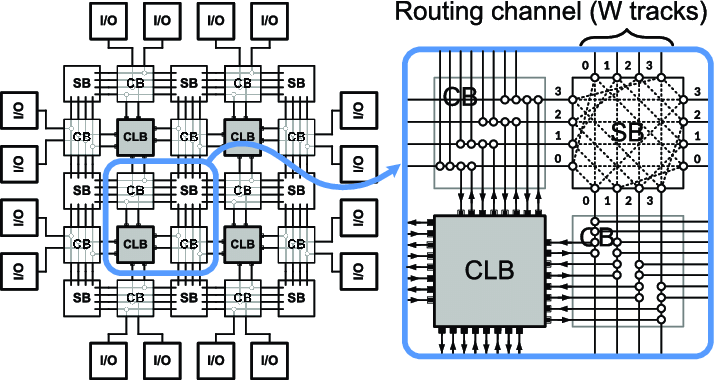 I/O I/O I/O I/O
SB CB SB CB SB
I/O I/O
CB CLB CB CLB CB
I/O I/O
SB CB SB CB SB
I/O I/O
CB CLB CB CLB CB
I/O I/O
SB CB SB CB SB
I/O I/O I/O I/O
Routing channel (W tracks)
0 1 2 3
CB
3 3
2 2
SB
1 1
0 0
0 1 2 3
CB
CLB